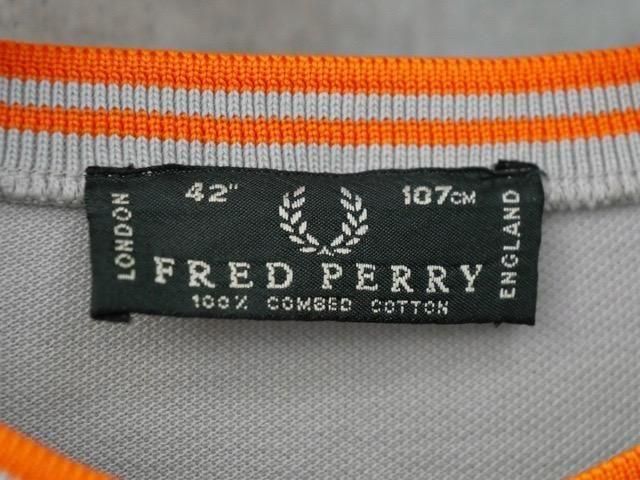 42" 107CM
LONDON
FRED PERRY
ENGLAND
100% COMBED COTTON